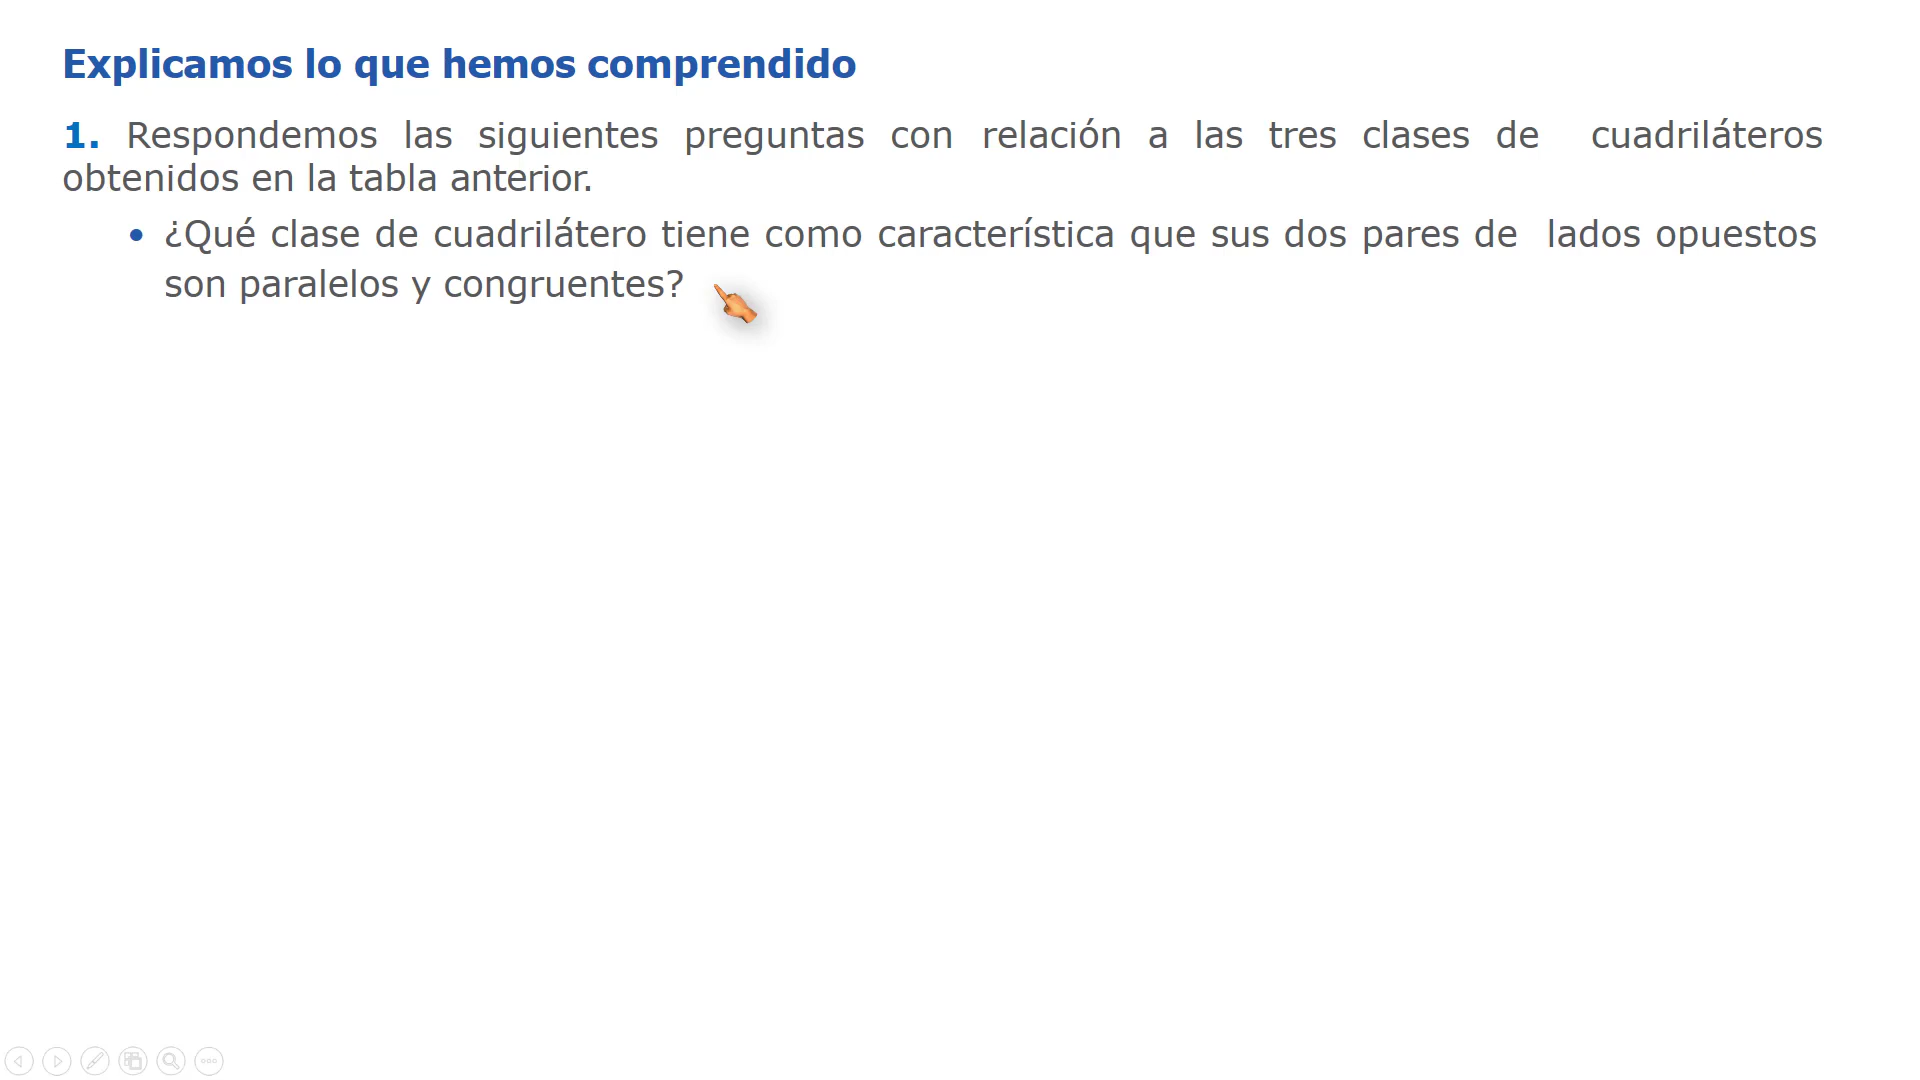 Explicamos lo que hemos comprendido
1. Respondemos las siguientes preguntas con relación a las tres clases de cuadriláteros
obtenidos en la tabla anterior.
• ¿Qué clase de cuadrilátero tiene como característica que sus dos pares de lados opuestos
son paralelos y congruentes?